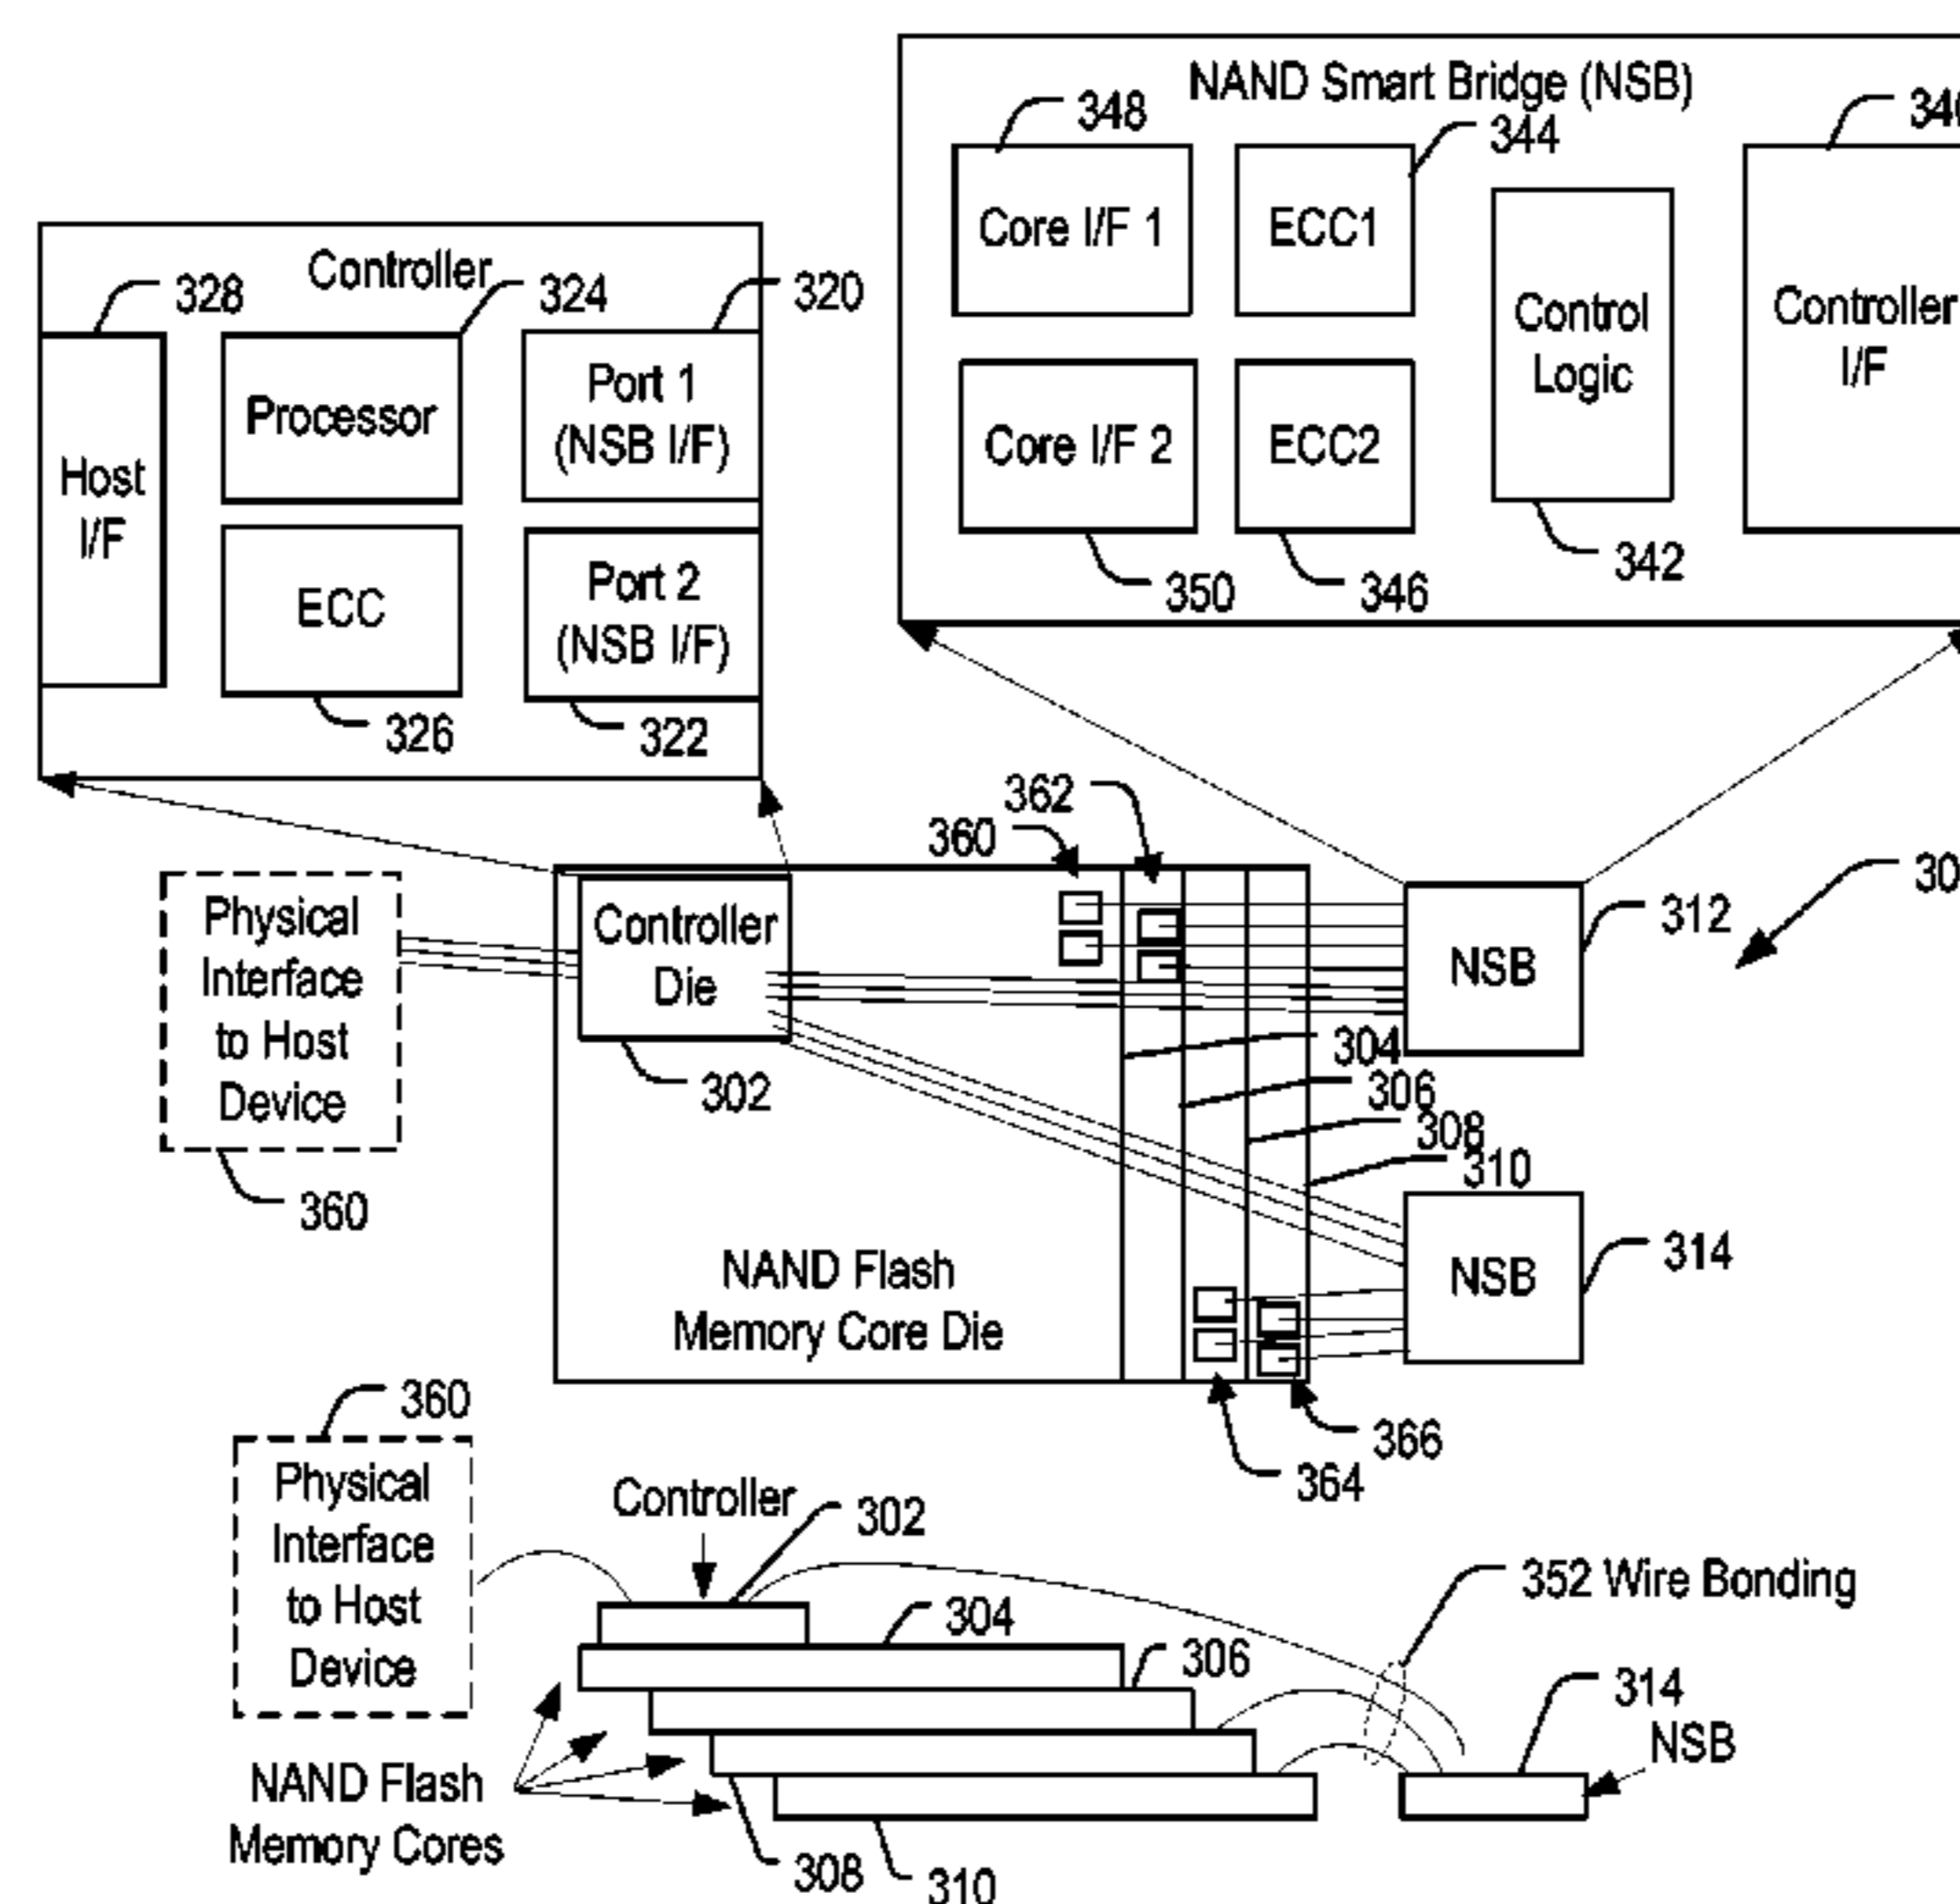 NAND Smart Bridge (NSB)
348
344
Core I/F 1
ECC1
Control
Logic
Controller
I/F
Core I/F 2
ECC2
342
350
346
Controller
328
324
320
Host
I/F
Processor
Port 1
(NSB I/F)
ECC
Port 2
(NSB I/F)
326
322
362
360
Physical
Interface
to Host
Device
360
Controller
Die
302
NSB
312
304
306
308
310
NAND Flash
Memory Core Die
NSB
314
366
364
360
Physical
Interface
to Host
Device
Controller
302
352 Wire Bonding
304
306
314
NSB
NAND Flash
Memory Cores
308
310